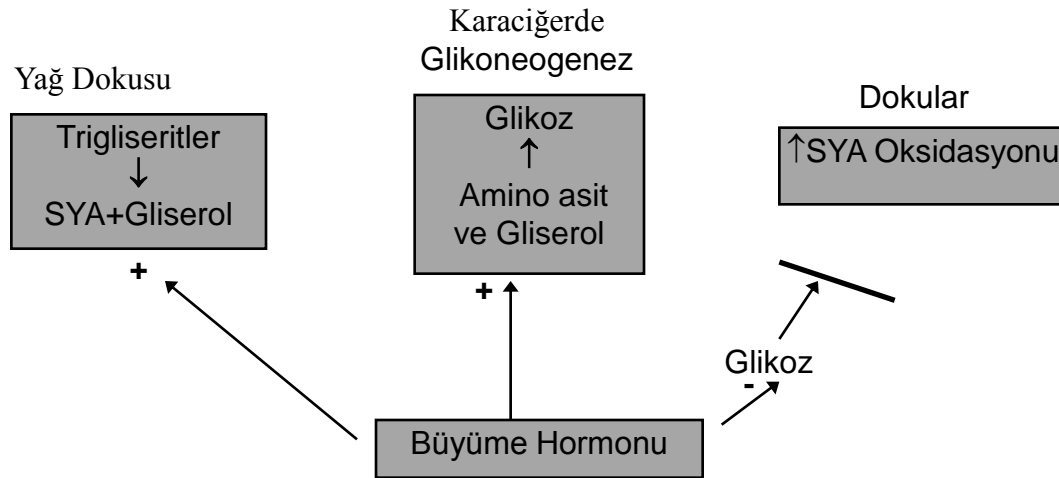 Yağ Dokusu
Trigliseritler
↓
SYA+Gliserol
+
Karaciğerde
Glikoneogenez
Glikoz
↑
Amino asit
ve Gliserol
+
Dokular
↑SYA Oksidasyonu
Glikoz
-
Büyüme Hormonu